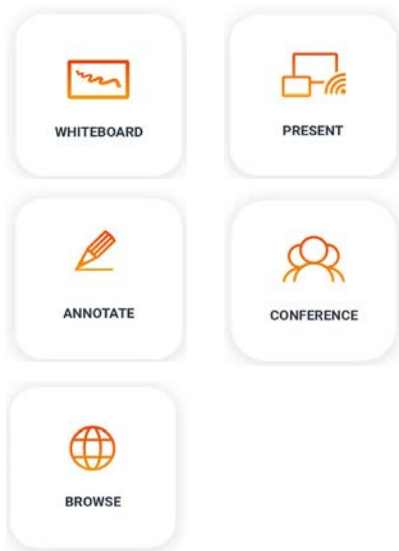 WHITEBOARD
PRESENT
ANNOTATE
CONFERENCE
BROWSE